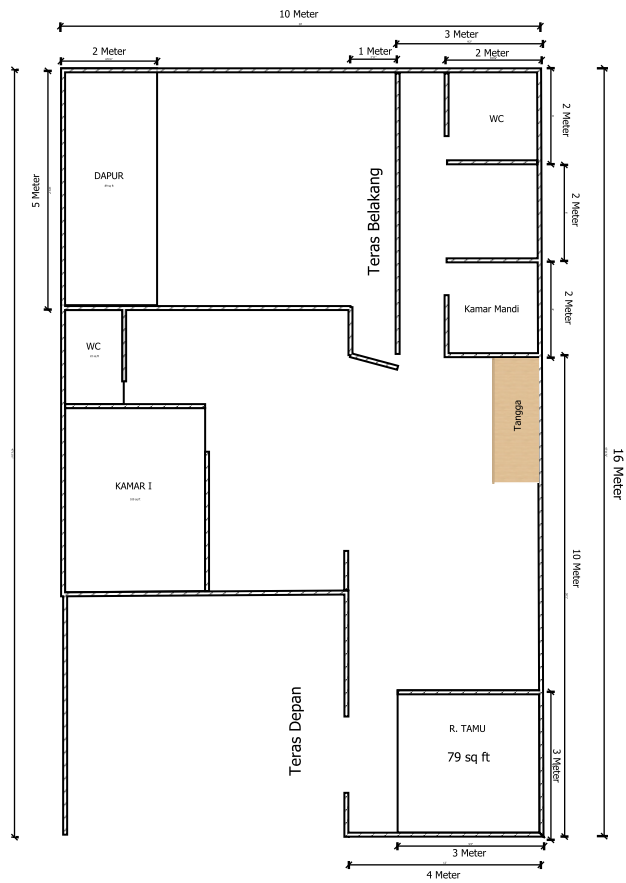 10 Meter
3 Meter
2 Meter
1 Meter
2 Meter
WC
2 Meter
DAPUR
5 Meter
Teras Belakang
2 Meter
Kamar Mandi
2 Meter
WC
Tangga
KAMAR I
16 Meter
10 Meter
Teras Depan
R. TAMU
79 sq ft
3 Meter
3 Meter
4 Meter